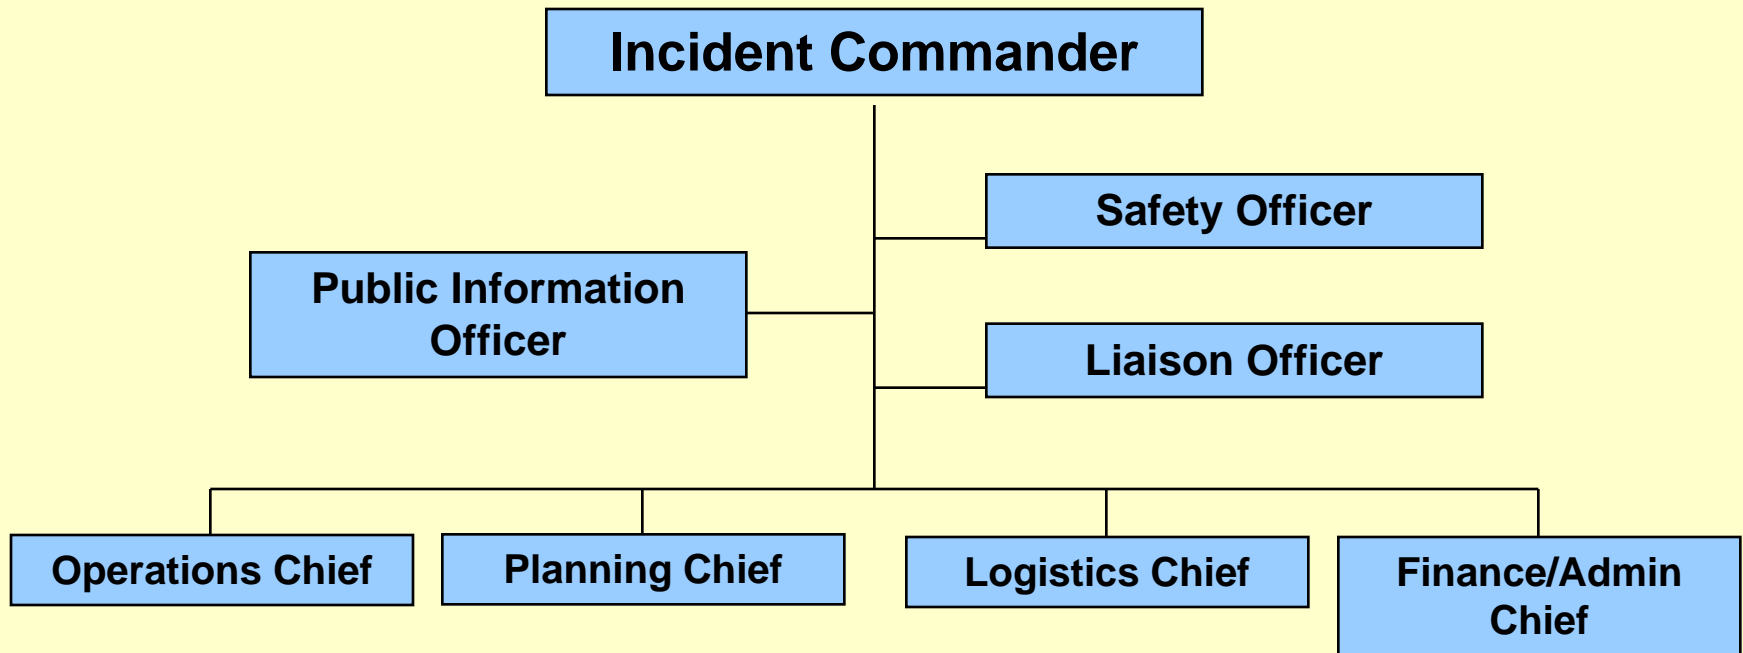 Incident Commander
Safety Officer
Public Information
Officer
Liaison Officer
Operations Chief
Planning Chief
Logistics Chief
Finance/Admin
Chief